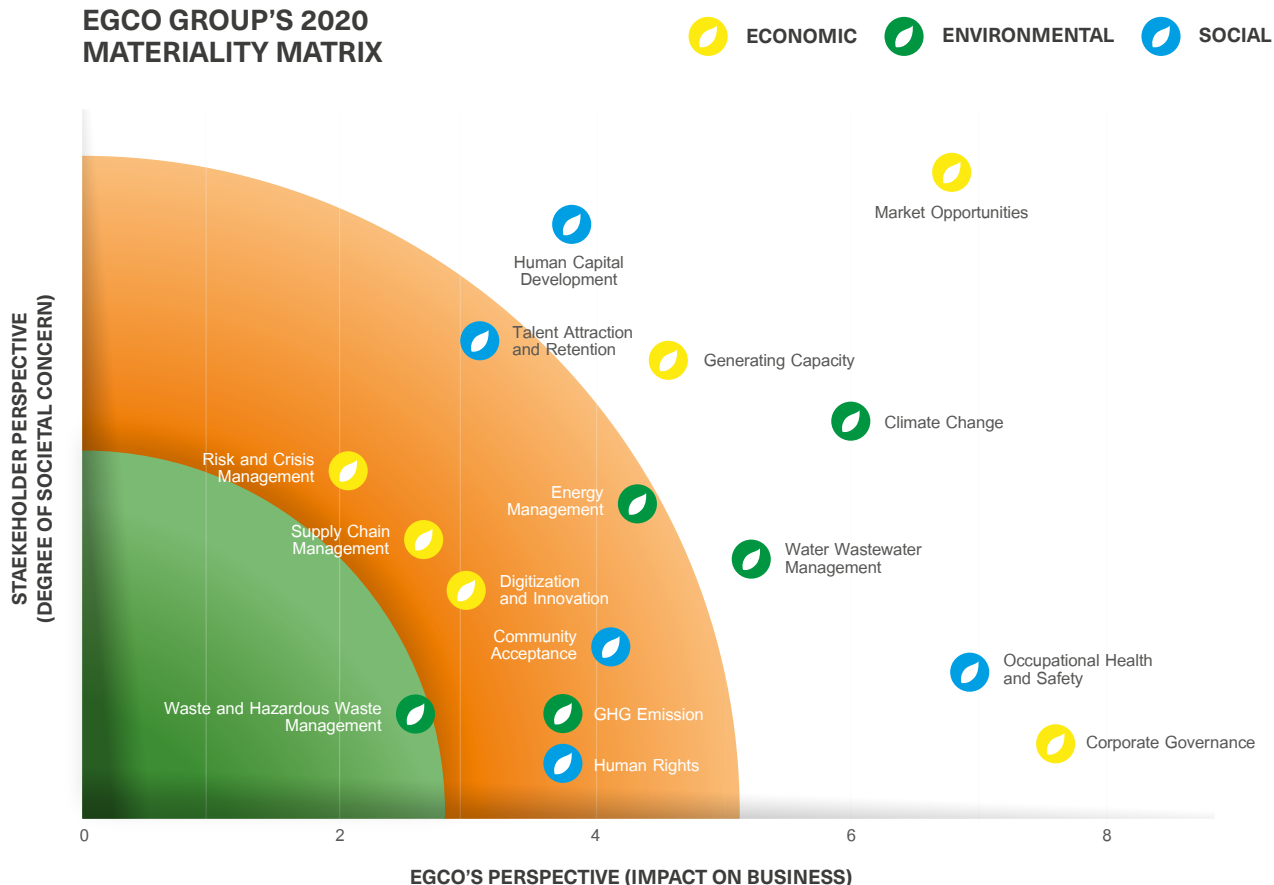 EGCO GROUP'S 2020
MATERIALITY MATRIX
ECONOMIC
ENVIRONMENTAL
SOCIAL
STAEKEHOLDER PERSPECTIVE
(DEGREE OF SOCIETAL CONCERN)
Market Opportunities
Human Capital
Development
Talent Attraction
and Retention
Generating Capacity
Climate Change
Risk and Crisis
Management
Energy
Management
Supply Chain
Management
Water Wastewater
Management
Digitization
and Innovation
Community
Acceptance
Occupational Health
and Safety
Waste and Hazardous Waste
Management
GHG Emission
Corporate Governance
Human Rights
0 2 4 6 8
EGCO'S PERSPECTIVE (IMPACT ON BUSINESS)